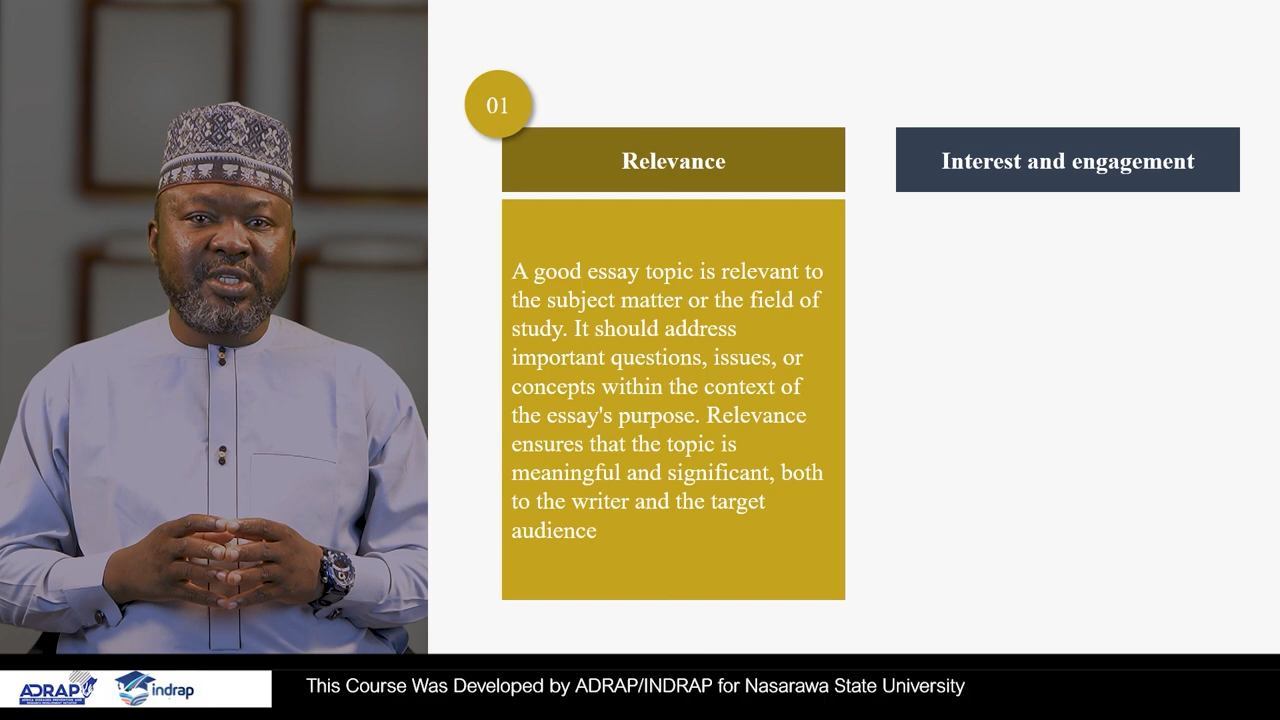 01
Relevance
Interest and engagement
A good essay topic is relevant to
the subject matter or the field of
study. It should address
important questions, issues, or
concepts within the context of
the essay's purpose. Relevance
ensures that the topic is
meaningful and significant, both
to the writer and the target
audience
ADRAP
indrap
This Course Was Developed by ADRAP/INDRAP for Nasarawa State University